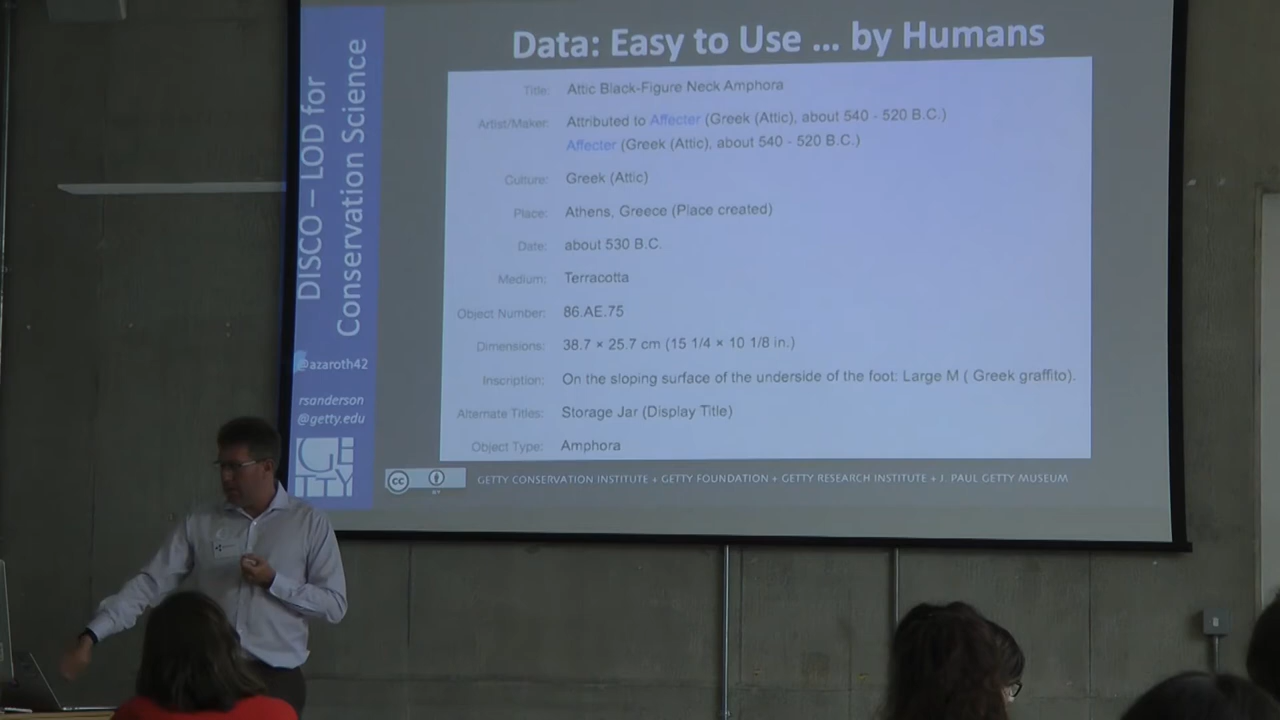 Data: Easy to Use ... by Humans
DISCO – LOD for
Conservation Science
Title: Attic Black-Figure Neck Amphora
Artist/Maker: Attributed to Affecter (Greek (Attic), about 540 - 520 B.C.)
Affecter (Greek (Attic), about 540 - 520 B.C.)
Culture: Greek (Attic)
Place: Athens, Greece (Place created)
Date: about 530 B.C.
Medium: Terracotta
Object Number: 86.AE.75
Dimensions: 38.7 × 25.7 cm (15 1/4 × 10 1/8 in.)
Inscription: On the sloping surface of the underside of the foot: Large M ( Greek graffito).
Alternate Titles: Storage Jar (Display Title)
Object Type: Amphora
@azaroth42
rsanderson
@getty.edu
GETTY
cc
GETTY CONSERVATION INSTITUTE + GETTY FOUNDATION + GETTY RESEARCH INSTITUTE + J. PAUL GETTY MUSEUM